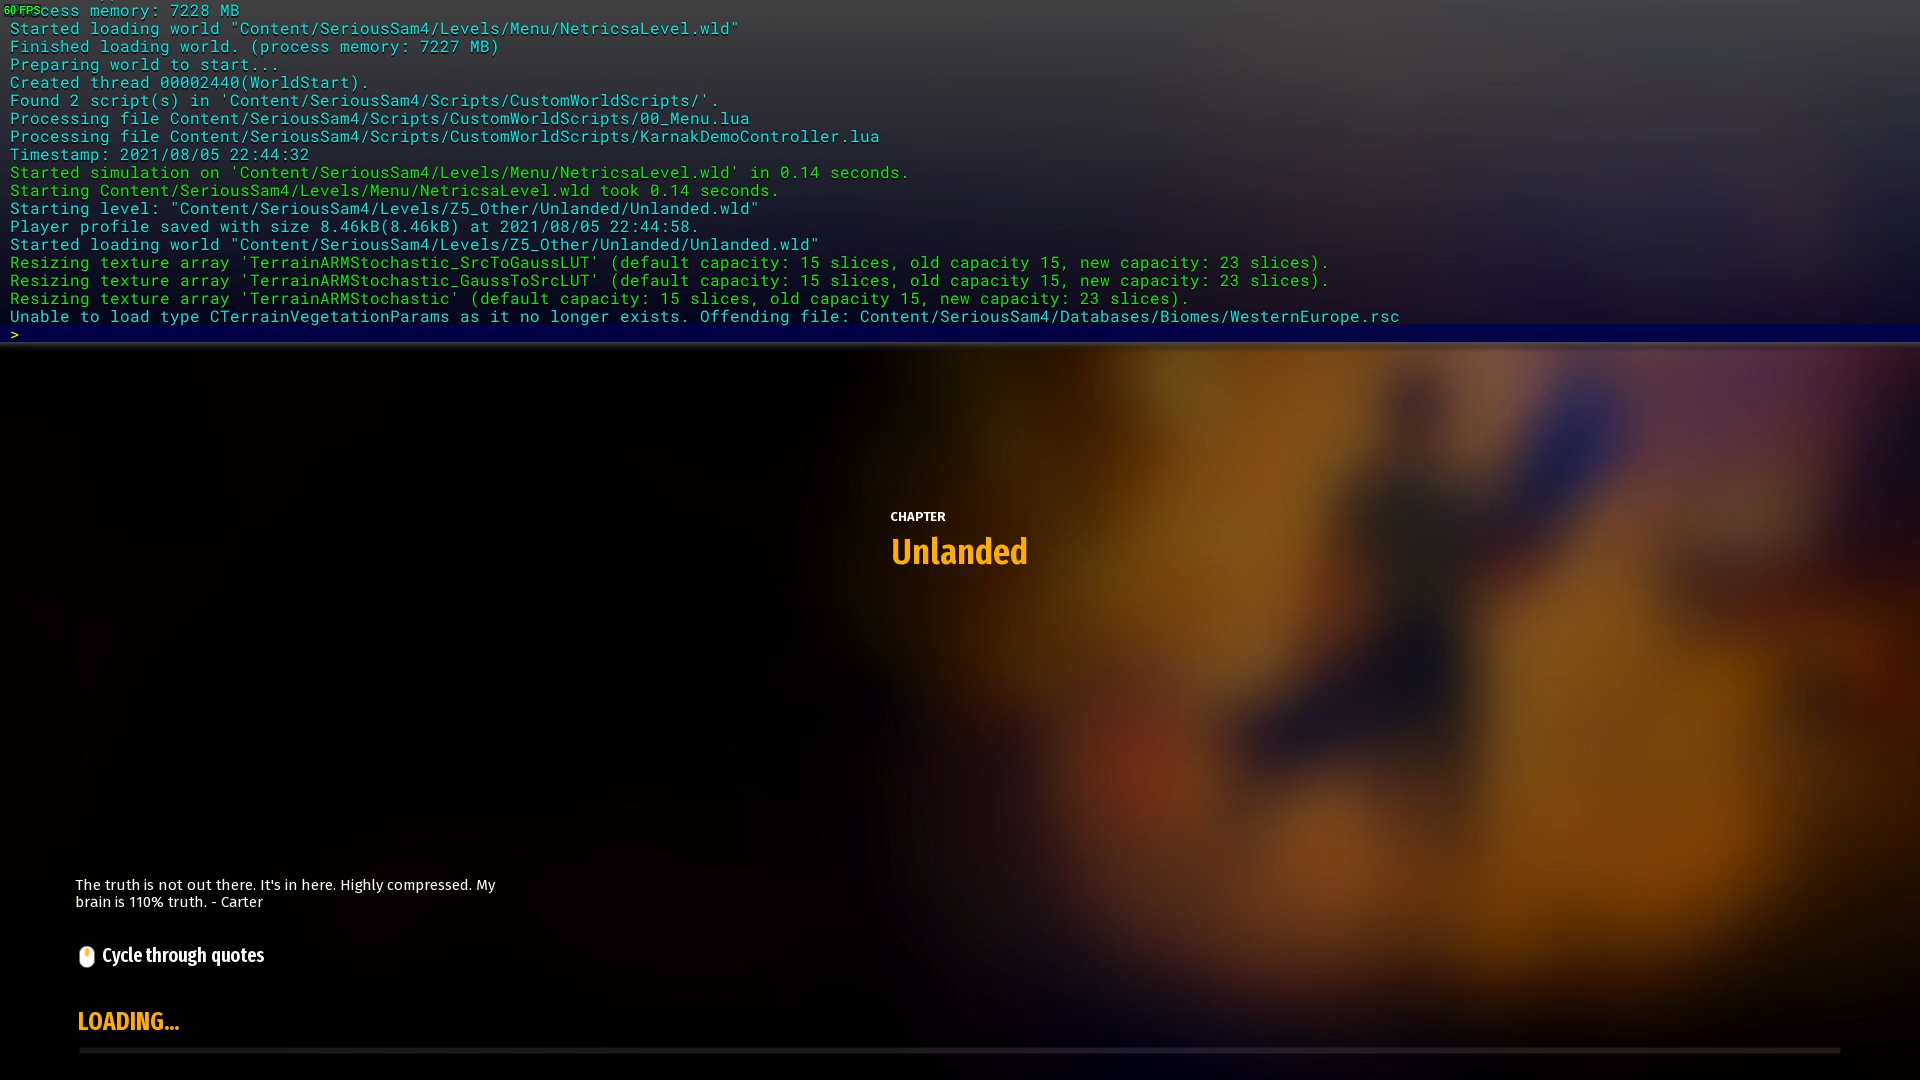 60 FPS
cess memory: 7228 MB
Started loading world "Content/SeriousSam4/Levels/Menu/NetricsaLevel.wld"
Finished loading world. (process memory: 7227 MB)
Preparing world to start...
Created thread 00002440(WorldStart).
Found 2 script(s) in 'Content/SeriousSam4/Scripts/CustomWorldScripts/'.
Processing file Content/SeriousSam4/Scripts/CustomWorldScripts/00_Menu.lua
Processing file Content/SeriousSam4/Scripts/CustomWorldScripts/KarnakDemoController.lua
Timestamp: 2021/08/05 22:44:32
Started simulation on 'Content/SeriousSam4/Levels/Menu/NetricsaLevel.wld' in 0.14 seconds.
Starting Content/SeriousSam4/Levels/Menu/NetricsaLevel.wld took 0.14 seconds.
Starting level: "Content/SeriousSam4/Levels/Z5_Other/Unlanded/Unlanded.wld"
Player profile saved with size 8.46kB(8.46kB) at 2021/08/05 22:44:58.
Started loading world "Content/SeriousSam4/Levels/Z5_Other/Unlanded/Unlanded.wld"
Resizing texture array 'TerrainARMStochastic_SrcToGaussLUT' (default capacity: 15 slices, old capacity 15, new capacity: 23 slices).
Resizing texture array 'TerrainARMStochastic_GaussToSrcLUT' (default capacity: 15 slices, old capacity 15, new capacity: 23 slices).
Resizing texture array 'TerrainARMStochastic' (default capacity: 15 slices, old capacity 15, new capacity: 23 slices).
Unable to load type CTerrainVegetationParams as it no longer exists. Offending file: Content/SeriousSam4/Databases/Biomes/WesternEurope.rsc
>
CHAPTER
Unlanded
The truth is not out there. It's in here. Highly compressed. My
brain is 110% truth. - Carter
Cycle through quotes
LOADING...